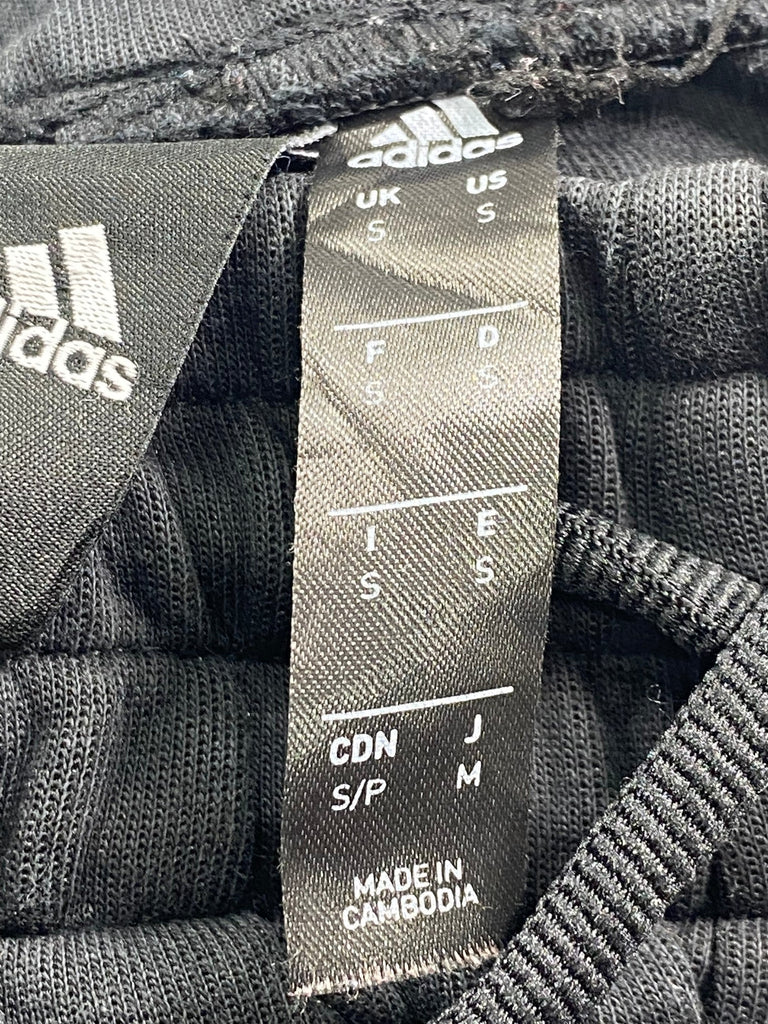 adidas
adidas
UK US
S S
F D
S S
I E
S S
CDN J
S/P M
MADE IN
CAMBODIA